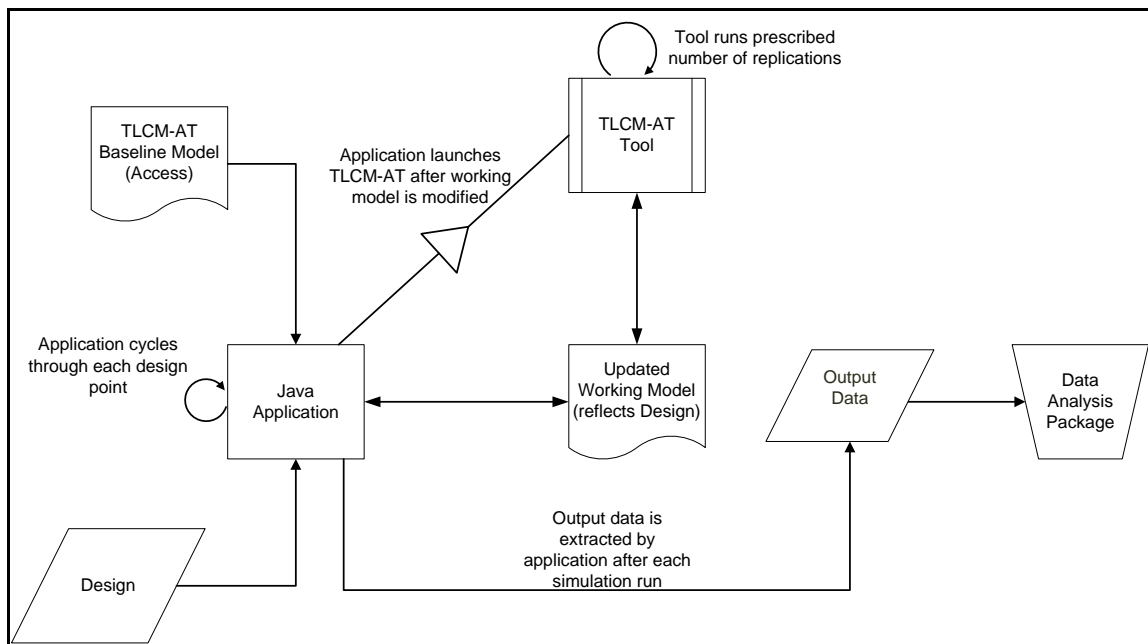 Tool runs prescribed
number of replications
TLCM-AT
Baseline Model
(Access)
TLCM-AT
Tool
Application launches
TLCM-AT after working
model is modified
Application cycles
through each design
point
Java
Application
Updated
Working Model
(reflects Design)
Output
Data
Data
Analysis
Package
Output data is
extracted by
application after each
simulation run
Design